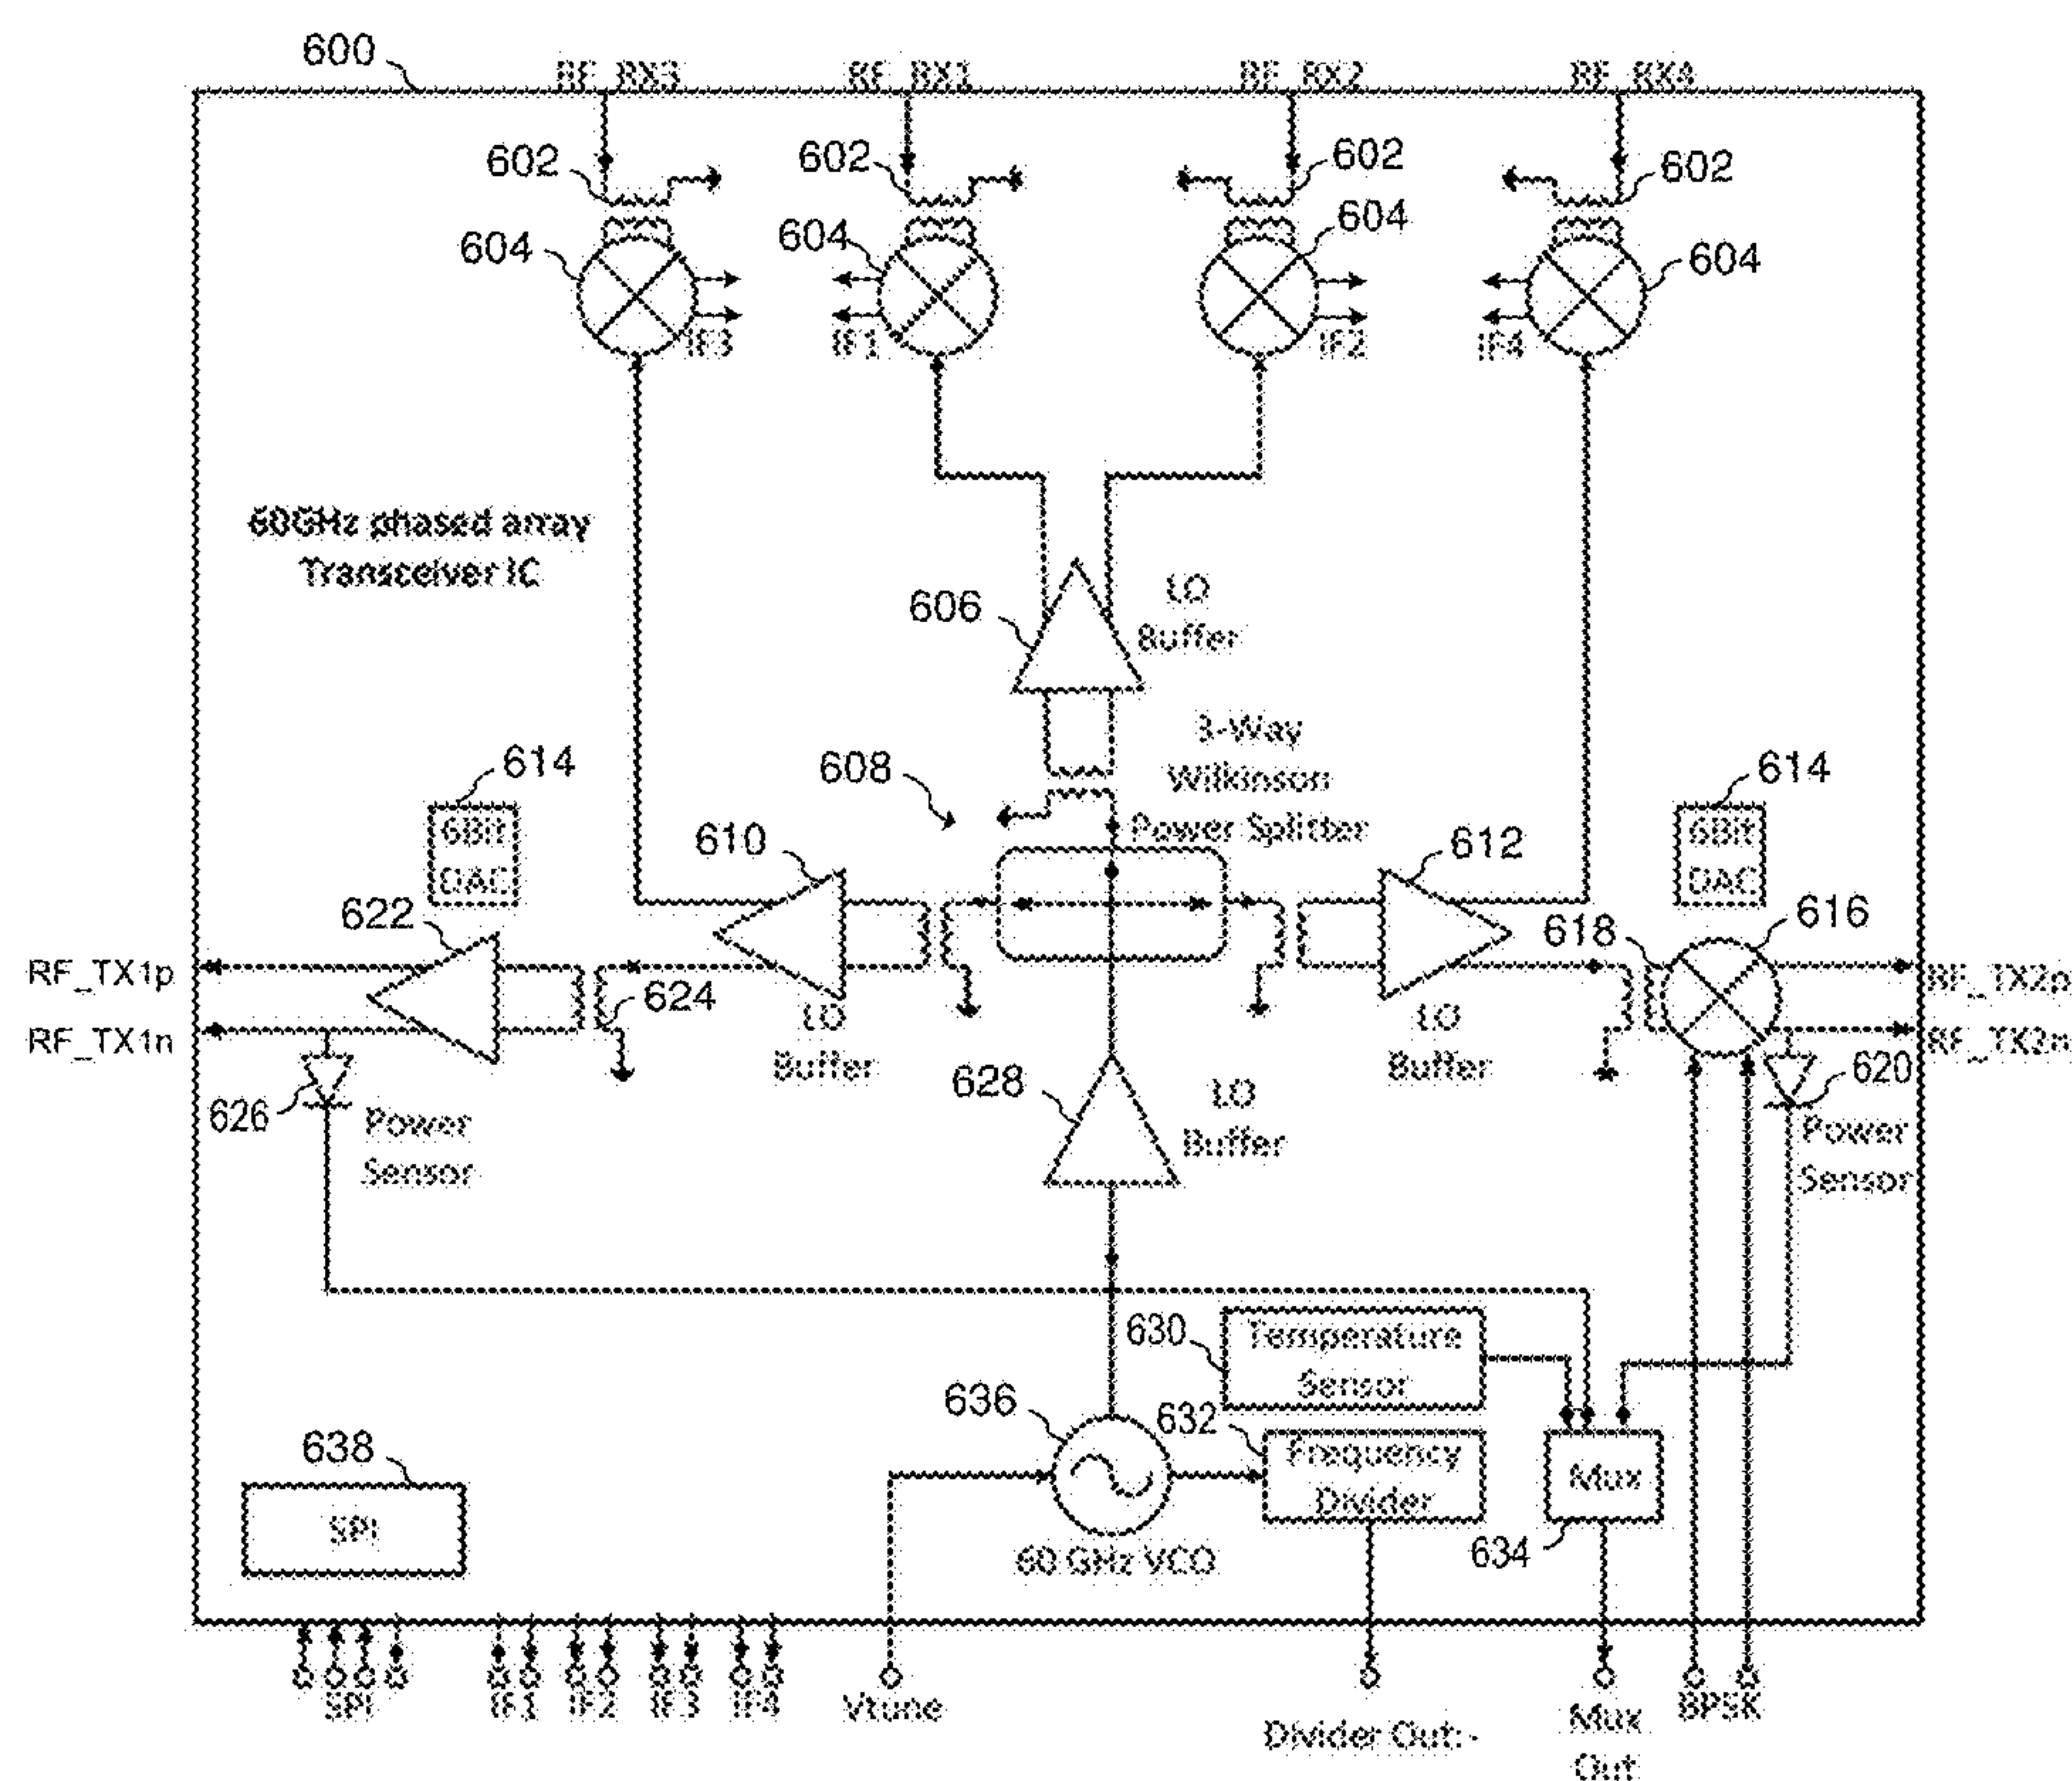 600
RF_RX3
RF_RX1
RF_RX2
RF_RX4
602
602
602
602
604
604
604
604
IF3
IF1
IF2
IF4
60GHz phased array
Transceiver IC
606
LO
Buffer
3-Way
Wilkinson
Power Splitter
608
614
6Bit
DAC
614
6Bit
DAC
610
612
622
618
616
RF_TX1p
RF_TX1n
624
RF_TX2p
RF_TX2n
LO
Buffer
LO
Buffer
626
Power
Sensor
628
LO
Buffer
620
Power
Sensor
630
Temperature
Sensor
636
632
Frequency
Divider
Mux
634
638
SPI
60 GHz VCO
SPI
IF1
IF2
IF3
IF4
Vtune
Divider Out
Mux
Out
BPSK